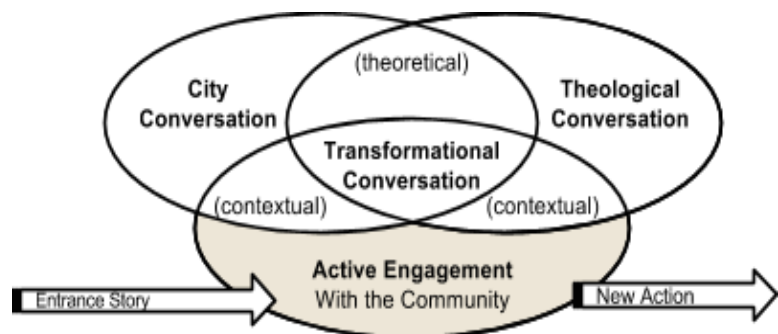 (theoretical)
City
Conversation
Theological
Conversation
Transformational
Conversation
(contextual)
(contextual)
Active Engagement
With the Community
Entrance Story
New Action